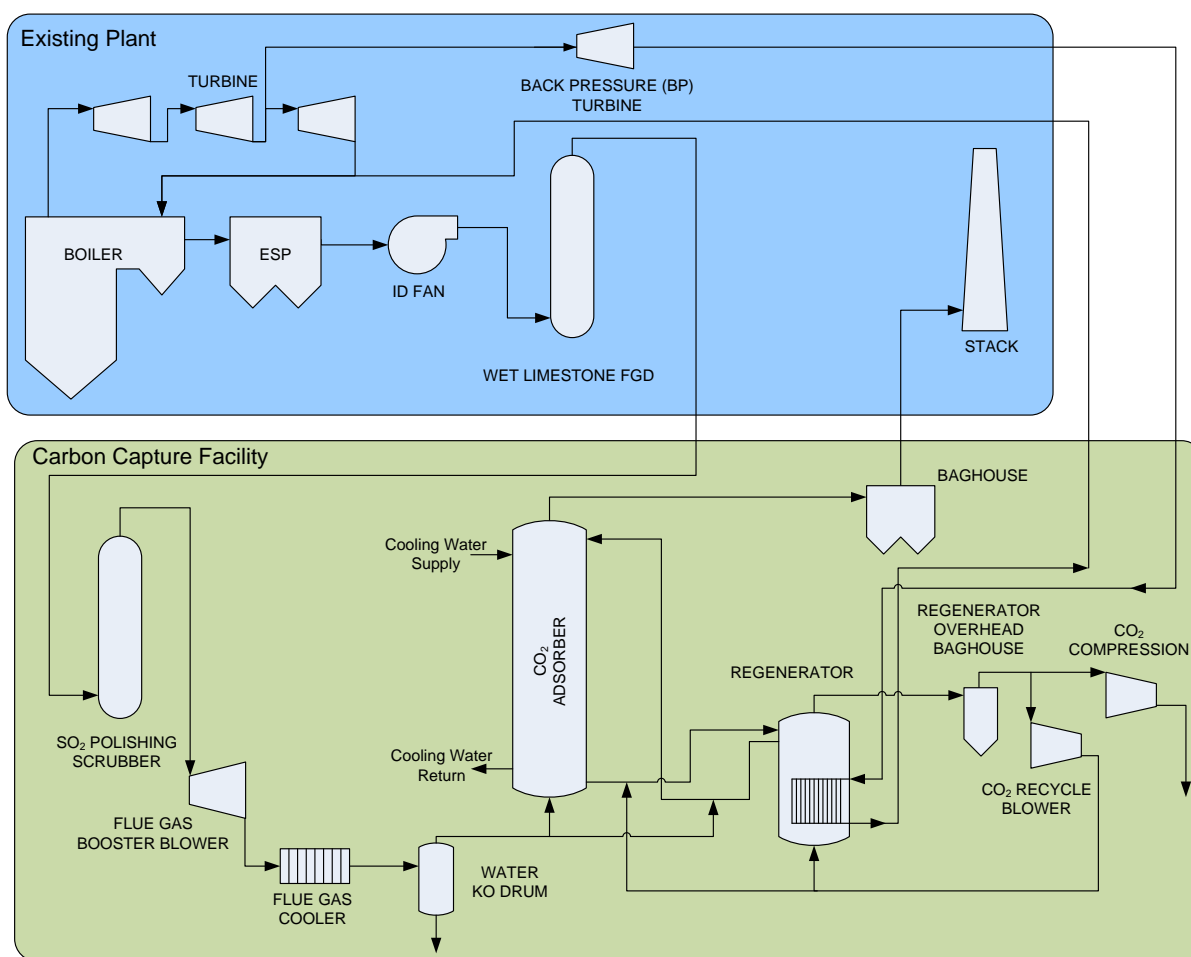 Existing Plant
TURBINE
BACK PRESSURE (BP)
TURBINE
BOILER
ESP
ID FAN
WET LIMESTONE FGD
STACK
Carbon Capture Facility
BAGHOUSE
Cooling Water
Supply
CO₂
ADSORBER
REGENERATOR
REGENERATOR
OVERHEAD
BAGHOUSE
CO₂
COMPRESSION
SO₂ POLISHING
SCRUBBER
Cooling Water
Return
CO₂ RECYCLE
BLOWER
FLUE GAS
BOOSTER BLOWER
WATER
KO DRUM
FLUE GAS
COOLER